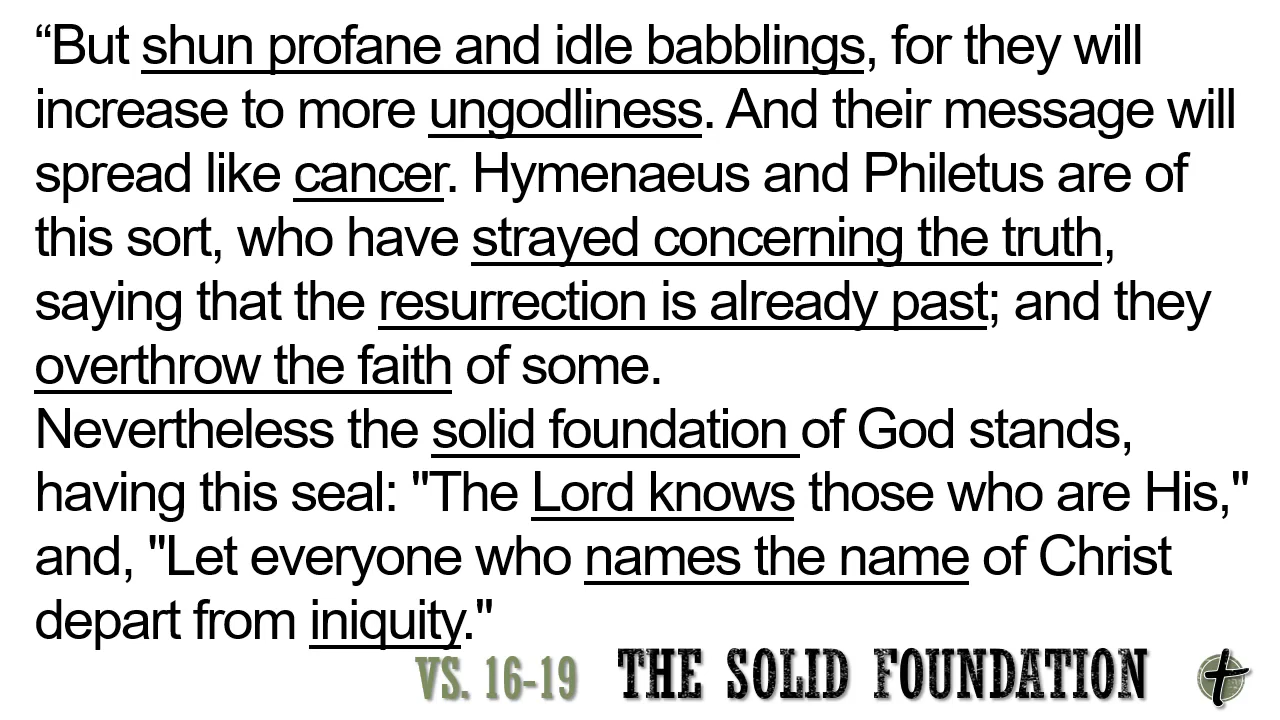 “But shun profane and idle babblings, for they will
increase to more ungodliness. And their message will
spread like cancer. Hymenaeus and Philetus are of
this sort, who have strayed concerning the truth,
saying that the resurrection is already past; and they
overthrow the faith of some.
Nevertheless the solid foundation of God stands,
having this seal: "The Lord knows those who are His,"
and, "Let everyone who names the name of Christ
depart from iniquity."
VS. 16-19 THE SOLID FOUNDATION